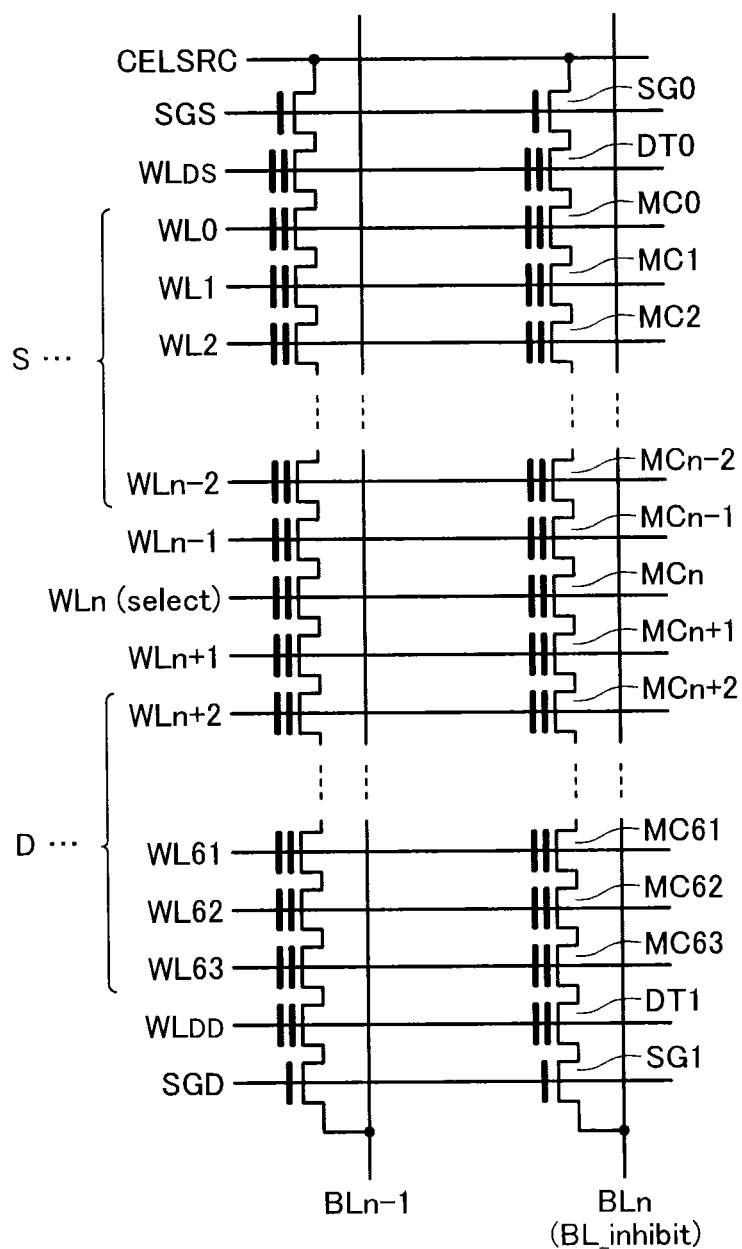 CELSRC
SG0
SGS
DT0
WLDS
MC0
WL0
MC1
WL1
MC2
WL2
S ···
MCn-2
WLn-2
MCn-1
WLn-1
MCn
WLn (select)
MCn+1
WLn+1
MCn+2
WLn+2
D ···
MC61
WL61
MC62
WL62
MC63
WL63
DT1
WLDD
SG1
SGD
BLn-1
BLn
(BL_inhibit)